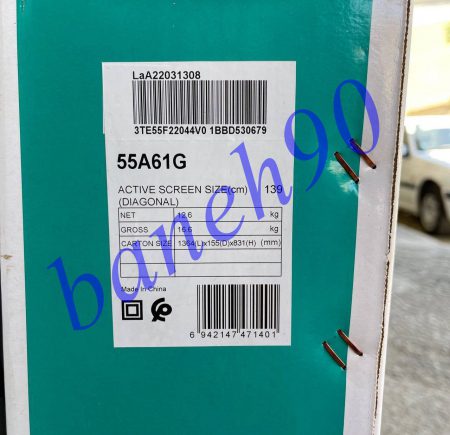 LaA22031308
3TE55F22044V0 1BBD530679
55A61G
ACTIVE SCREEN SIZE(cm) 139
(DIAGONAL)
NET 12.6 kg
GROSS 16.6 kg
CARTON SIZE 1364(L)x155(D)x831(H) (mm)
Made In China
6 942147 471401
baneh90